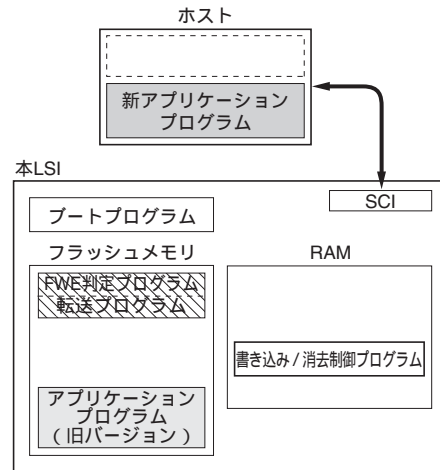 ホスト
新アプリケーション
プログラム
本LSI
SCI
ブートプログラム
フラッシュメモリ
RAM
FWE判定プログラム
転送プログラム
書き込み / 消去制御プログラム
アプリケーション
プログラム
( 旧バージョン )